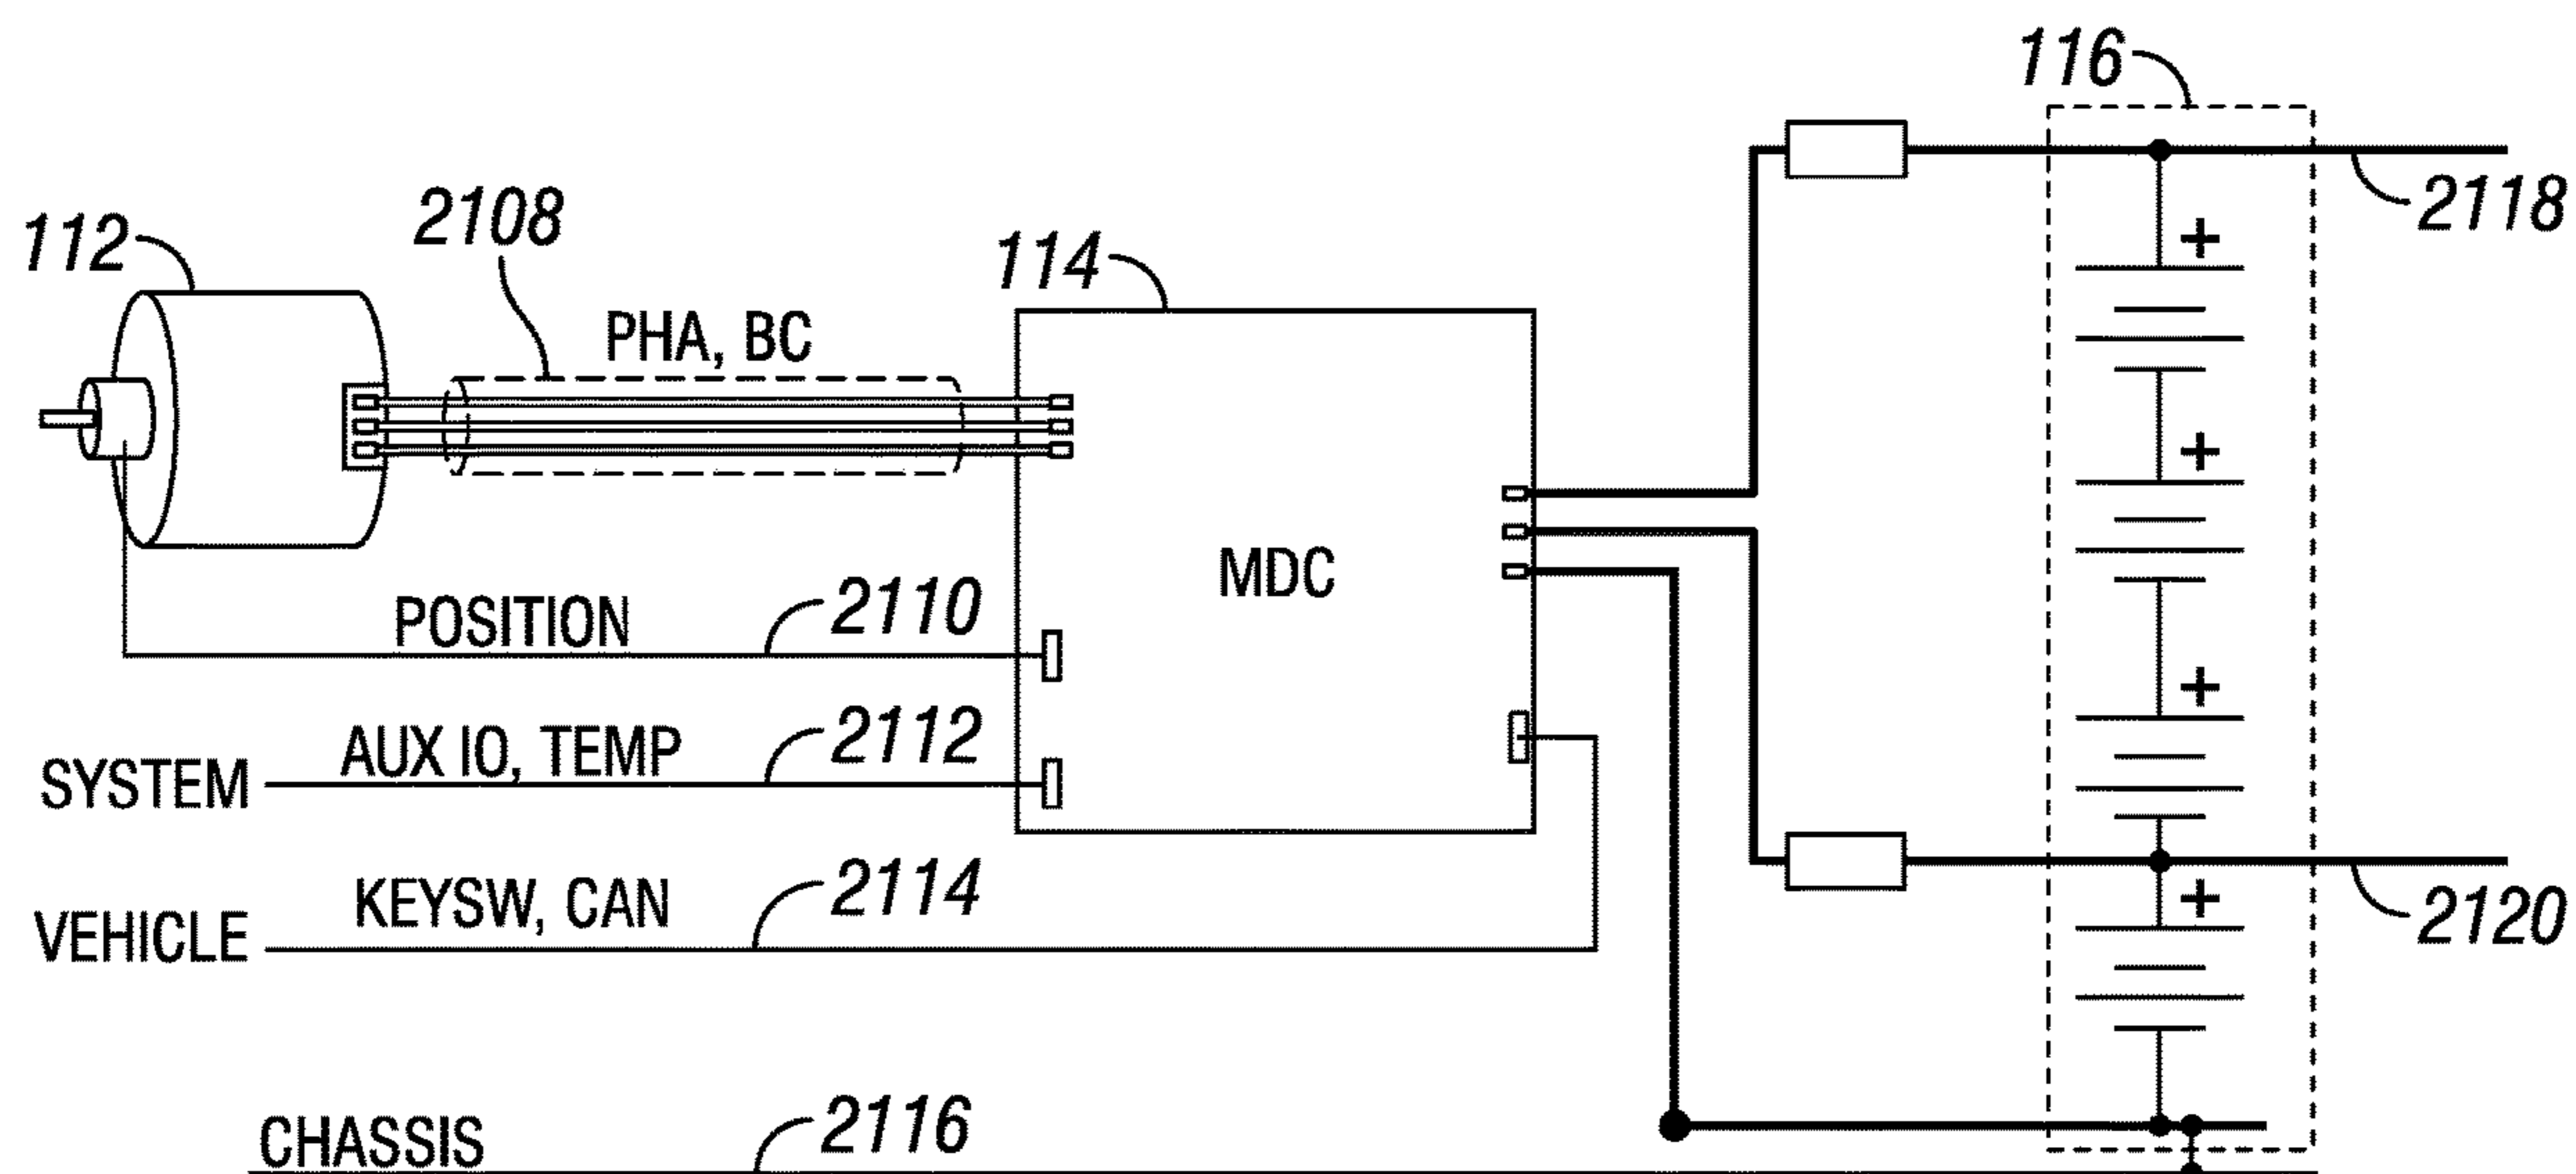 116
2118
112
2108
114
PHA, BC
+
+
MDC
POSITION
2110
+
AUX IO, TEMP
2112
SYSTEM
KEYSW, CAN
2114
VEHICLE
+
2120
CHASSIS
2116